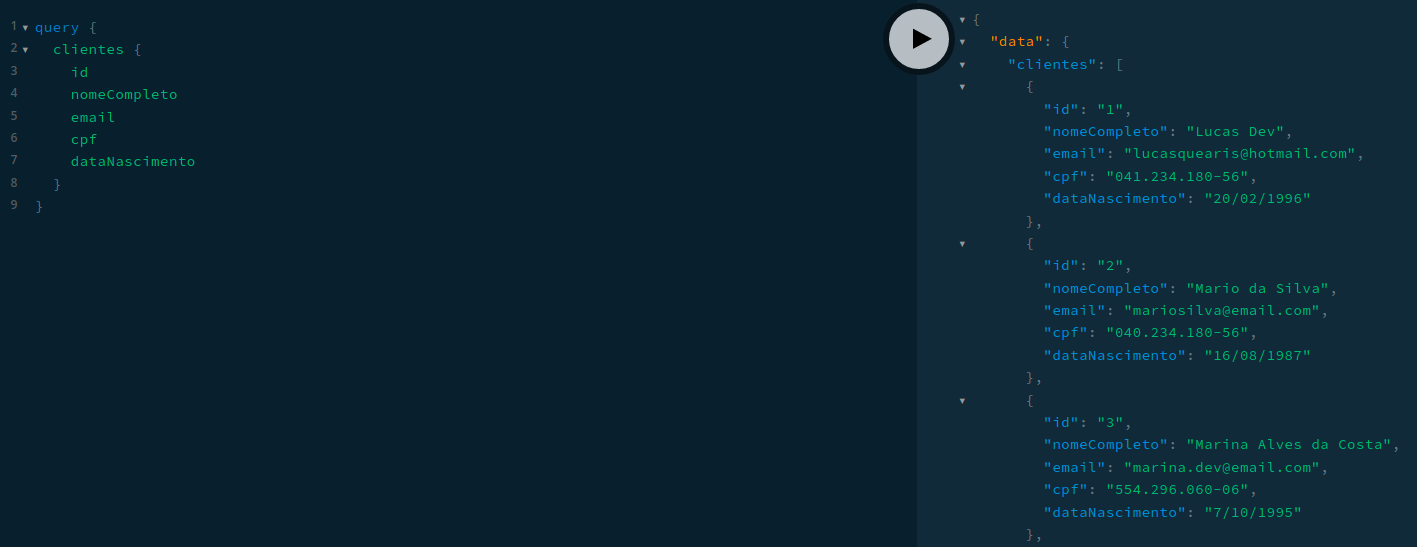 1 query {
2 clientes {
3 id
4 nomeCompleto
5 email
6 cpf
7 dataNascimento
8 }
9 }
{
"data": {
"clientes": [
{
"id": "1",
"nomeCompleto": "Lucas Dev",
"email": "lucasquearis@hotmail.com",
"cpf": "041.234.180-56",
"dataNascimento": "20/02/1996"
},
{
"id": "2",
"nomeCompleto": "Mario da Silva",
"email": "mariosilva@email.com",
"cpf": "040.234.180-56",
"dataNascimento": "16/08/1987"
},
{
"id": "3",
"nomeCompleto": "Marina Alves da Costa",
"email": "marina.dev@email.com",
"cpf": "554.296.060-06",
"dataNascimento": "7/10/1995"
},